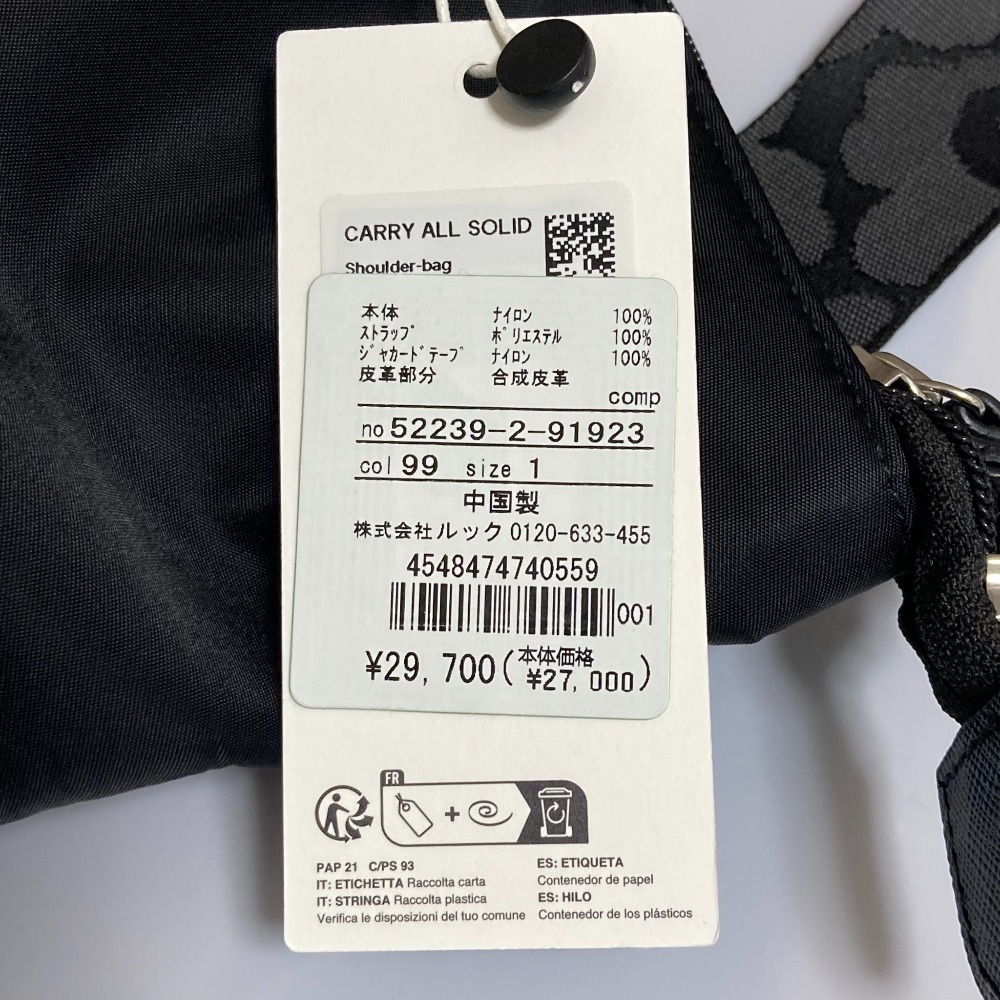 CARRY ALL SOLID
Shoulder-bag
本体 ナイロン 100%
ストラップ ポリエステル 100%
ジャカードテープ ナイロン 100%
皮革部分 合成皮革
comp
no 52239-2-91923
col 99 size 1
中国製
株式会社ルック 0120-633-455
4548474740559
001
¥29,700(本体価格 ¥27,000)
FR
+
PAP 21 C/PS 93
IT: ETICHETTA Raccolta carta
IT: STRINGA Raccolta plastica
Verifica le disposizioni del tuo comune
ES: ETIQUETA
Contenedor de papel
ES: HILO
Contenedor de los plásticos